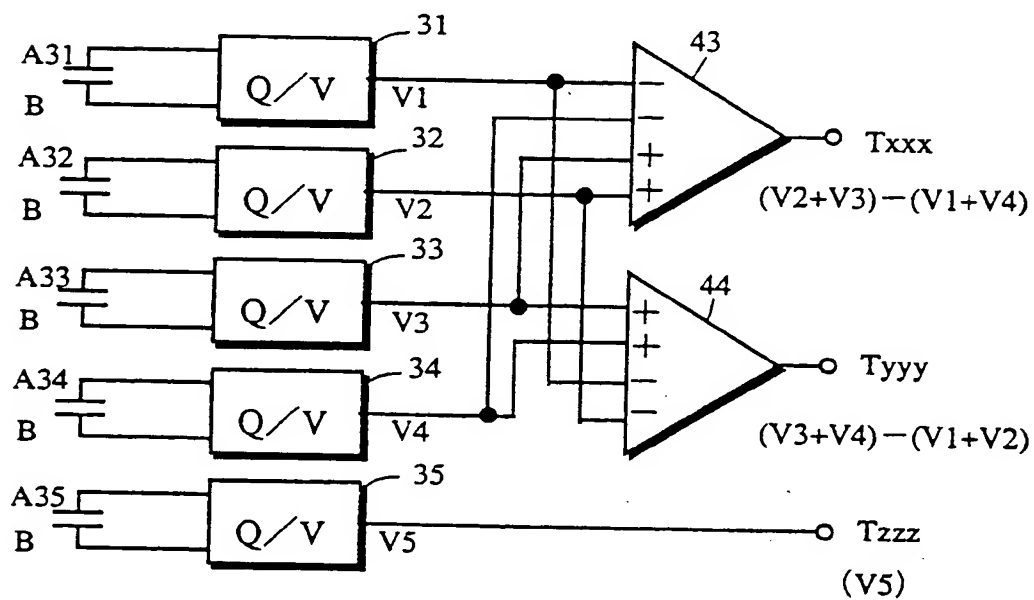 31
A31
Q/V
V1
B
43
−
−
+
+
Txxx
(V2+V3)−(V1+V4)
32
A32
Q/V
V2
B
33
A33
Q/V
V3
B
44
+
+
−
−
Tyyy
(V3+V4)−(V1+V2)
34
A34
Q/V
V4
B
35
A35
Q/V
V5
B
Tzzz
(V5)